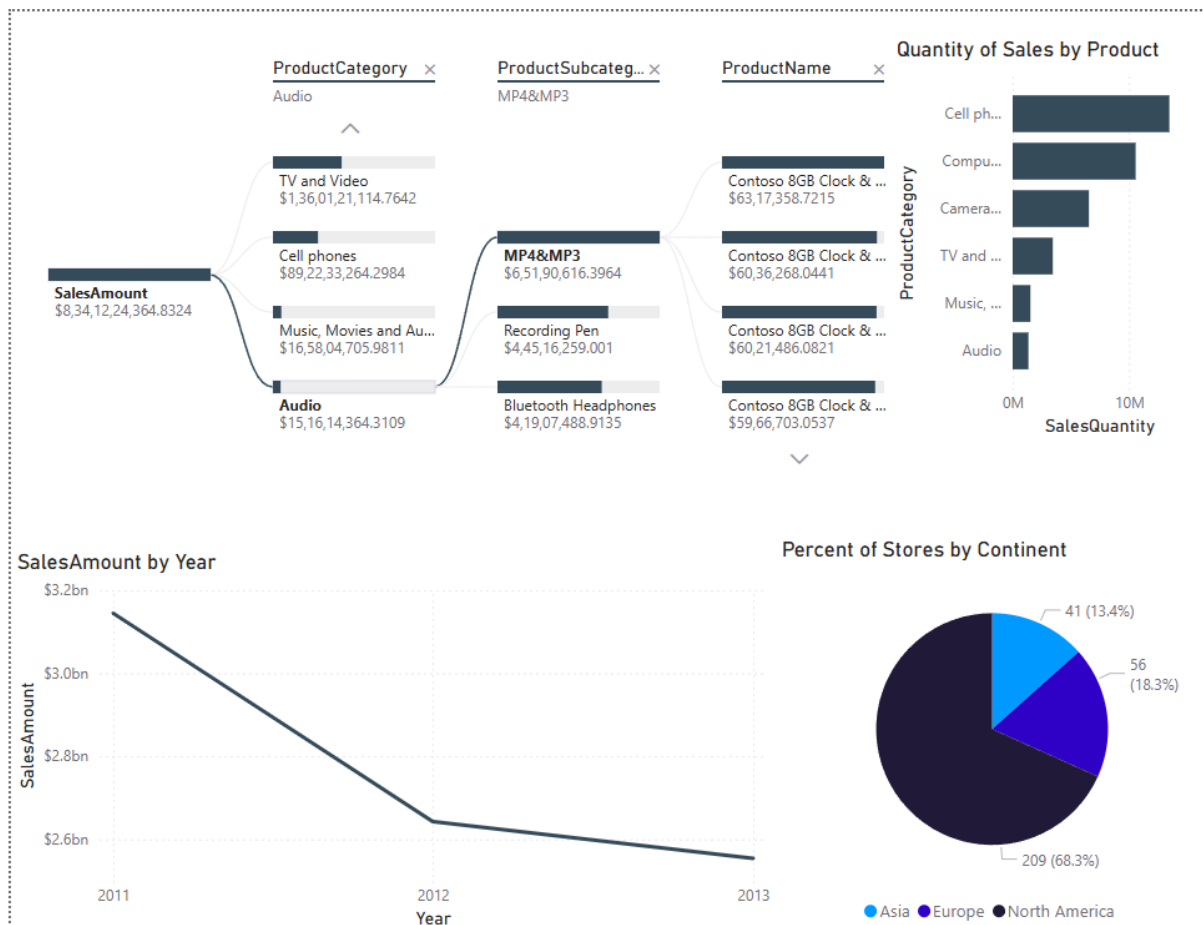 ProductCategory
Audio
ProductSubcateg...
MP4&MP3
ProductName
SalesAmount
$8,34,12,24,364.8324
TV and Video
$1,36,01,21,114.7642
Cell phones
$89,22,33,264.2984
Music, Movies and Au...
$16,58,04,705.9811
Audio
$15,16,14,364.3109
MP4&MP3
$6,51,90,616.3964
Recording Pen
$4,45,16,259.001
Bluetooth Headphones
$4,19,07,488.9135
Contoso 8GB Clock & ...
$63,17,358.7215
Contoso 8GB Clock & ...
$60,36,268.0441
Contoso 8GB Clock & ...
$60,21,486.0821
Contoso 8GB Clock & ...
$59,66,703.0537
Quantity of Sales by Product
ProductCategory
Cell ph...
Compu...
Camera...
TV and ...
Music, ...
Audio
0M
10M
SalesQuantity
SalesAmount by Year
SalesAmount
$3.2bn
$3.0bn
$2.8bn
$2.6bn
2011
2012
2013
Year
Percent of Stores by Continent
41 (13.4%)
56
(18.3%)
209 (68.3%)
Asia
Europe
North America